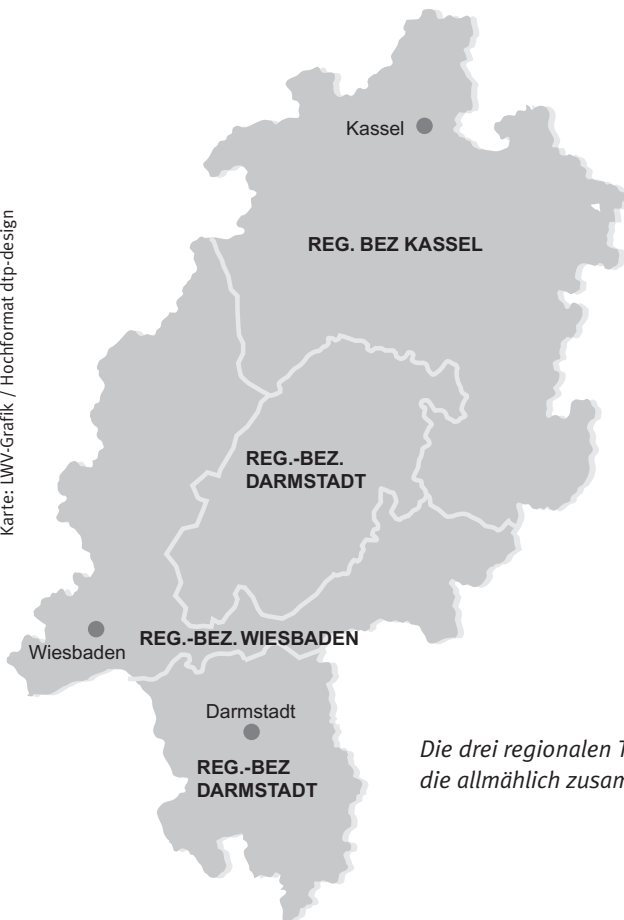 Kassel
REG. BEZ KASSEL
Karte: LWV-Grafik / Hochformat dtp-design
REG.-BEZ.
DARMSTADT
REG.-BEZ. WIESBADEN
Wiesbaden
Darmstadt
REG.-BEZ
DARMSTADT
Die drei regionalen
die allmählich